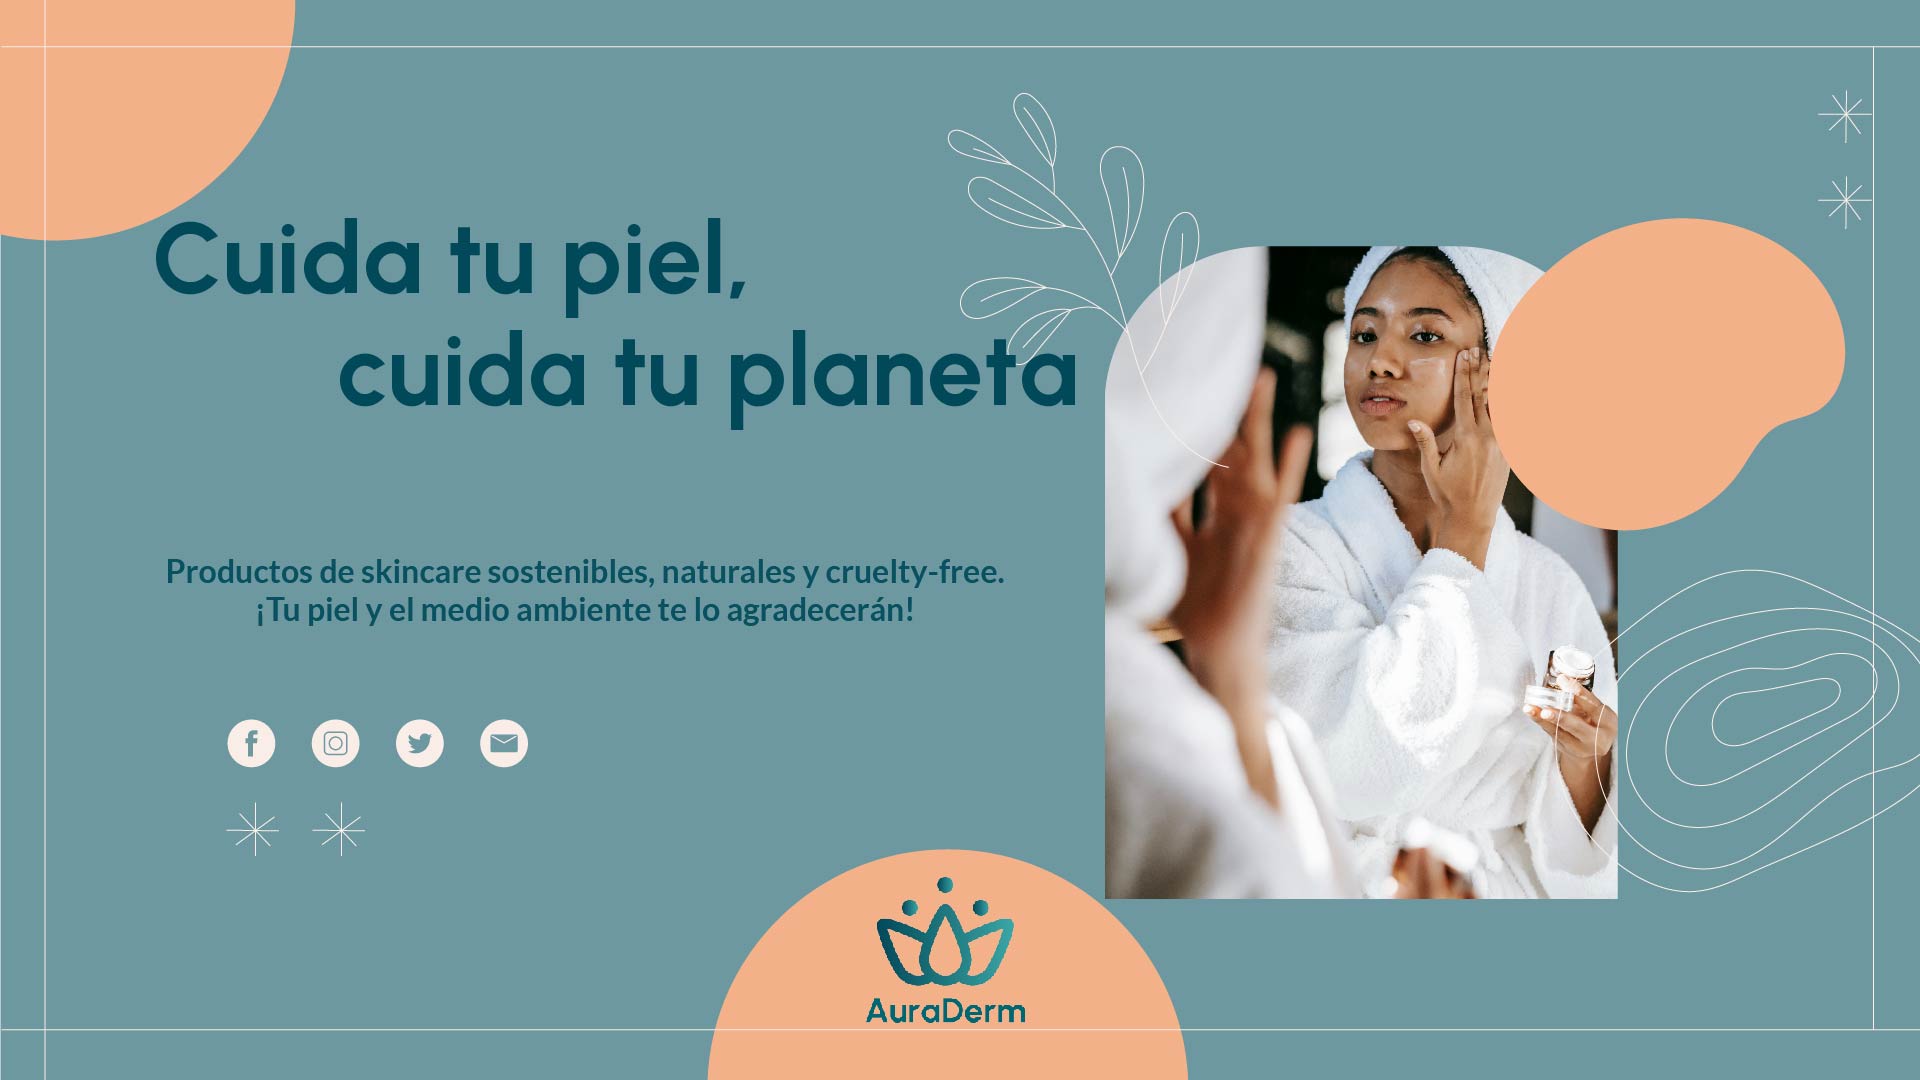 Cuida tu piel,
cuida tu planeta
Productos de skincare sostenibles, naturales y cruelty-free.
¡Tu piel y el medio ambiente te lo agradecerán!
AuraDerm